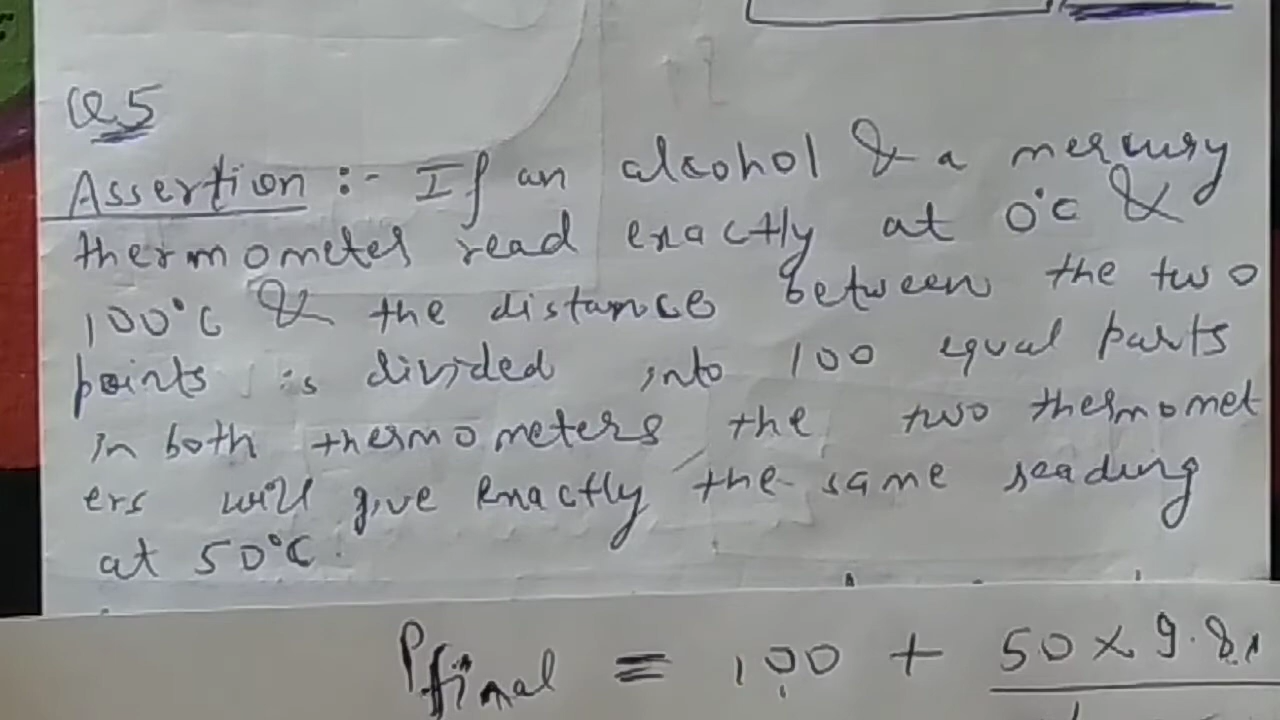 Q5
Assertion :- If an alcohol & a mercury
thermometer read exactly at 0°C &
100°C & the distance between the two
points is divided into 100 equal parts
in both thermometers the two thermomet
ers will give exactly the same reading
at 50°C.
Pfinal = 100 + 50 x 9.81